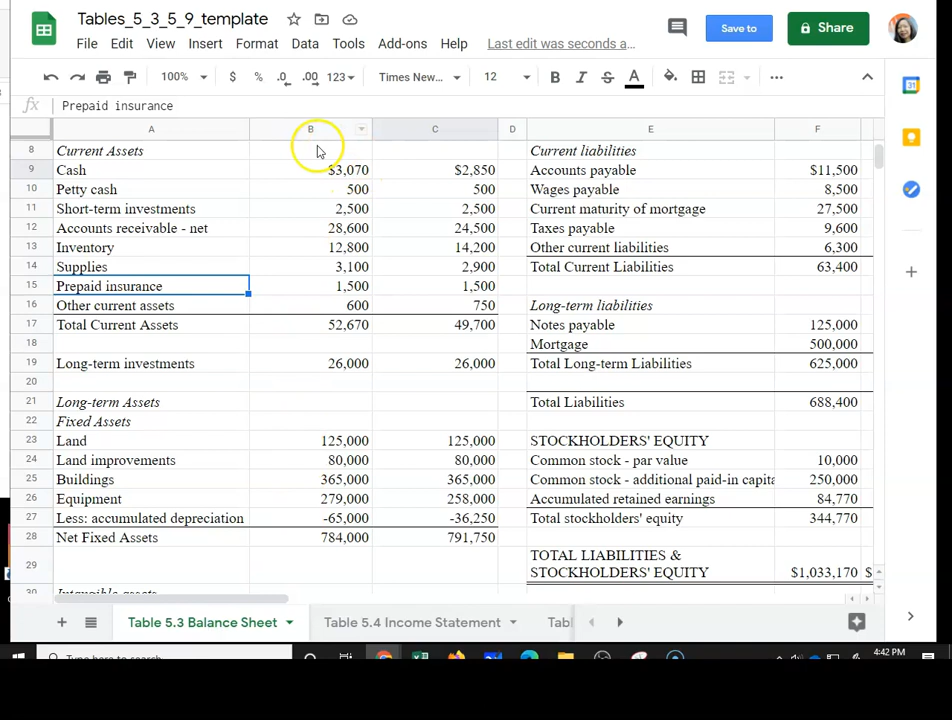 Tables_5_3_5_9_template
File Edit View Insert Format Data Tools Add-ons Help Last edit was seconds a...
Save to
Share
100% $ % .0 .00 123 Times New... 12 B I S A
fx Prepaid insurance
A B C D E F
8 Current Assets Current liabilities
9 Cash $3,070 $2,850 Accounts payable $11,500
10 Petty cash 500 500 Wages payable 8,500
11 Short-term investments 2,500 2,500 Current maturity of mortgage 27,500
12 Accounts receivable - net 28,600 24,500 Taxes payable 9,600
13 Inventory 12,800 14,200 Other current liabilities 6,300
14 Supplies 3,100 2,900 Total Current Liabilities 63,400
15 Prepaid insurance 1,500 1,500
16 Other current assets 600 750 Long-term liabilities
17 Total Current Assets 52,670 49,700 Notes payable 125,000
18 Mortgage 500,000
19 Long-term investments 26,000 26,000 Total Long-term Liabilities 625,000
20
21 Long-term Assets Total Liabilities 688,400
22 Fixed Assets
23 Land 125,000 125,000 STOCKHOLDERS' EQUITY
24 Land improvements 80,000 80,000 Common stock - par value 10,000
25 Buildings 365,000 365,000 Common stock - additional paid-in capita 250,000
26 Equipment 279,000 258,000 Accumulated retained earnings 84,770
27 Less: accumulated depreciation -65,000 -36,250 Total stockholders' equity 344,770
28 Net Fixed Assets 784,000 791,750
TOTAL LIABILITIES &
29 STOCKHOLDERS' EQUITY $1,033,170 $
30 Intangible assets
Table 5.3 Balance Sheet Table 5.4 Income Statement Tabl
Type here to search
4:42 PM